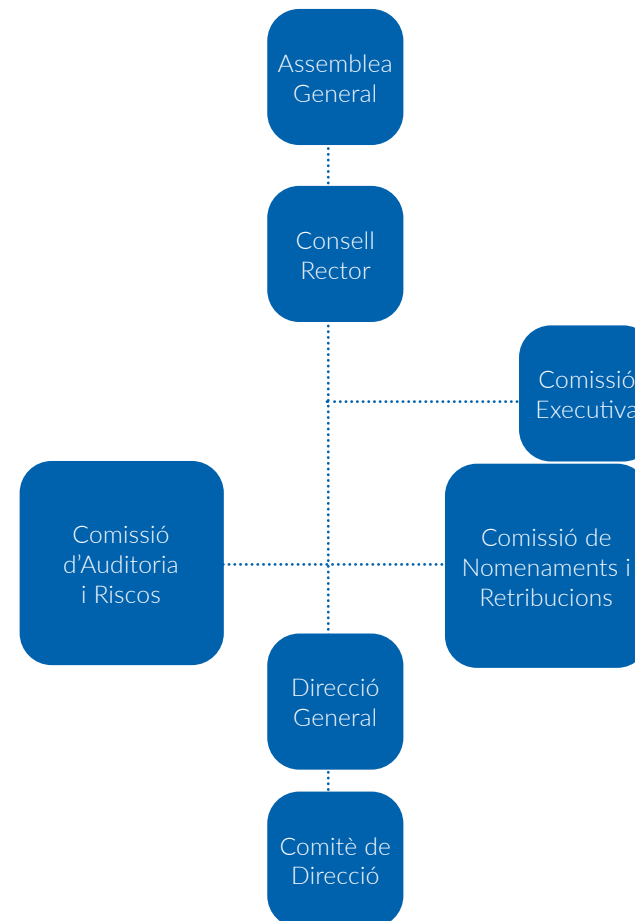 Assemblea
General
Consell
Rector
Comissió
Executiva
Comissió
d’Auditoria
i Riscos
Comissió de
Nomenaments i
Retribucions
Direcció
General
Comitè de
Direcció